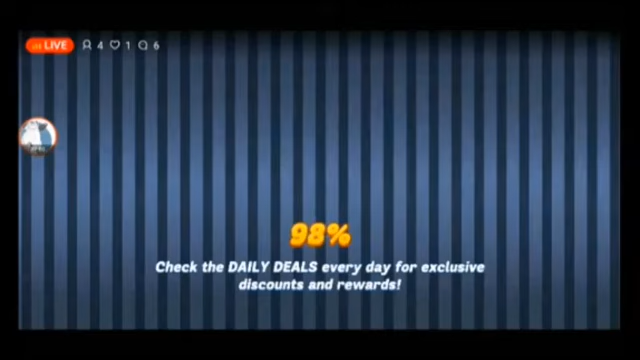 LIVE 4 1 6
98%
Check the DAILY DEALS every day for exclusive
discounts and rewards!